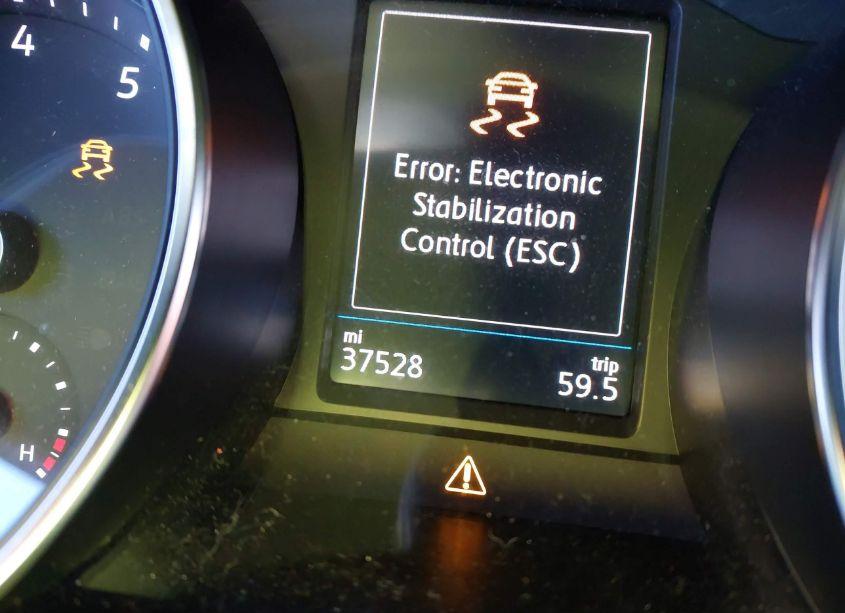 4
5
Error: Electronic
Stabilization
Control (ESC)
mi
37528
trip
59.5
H